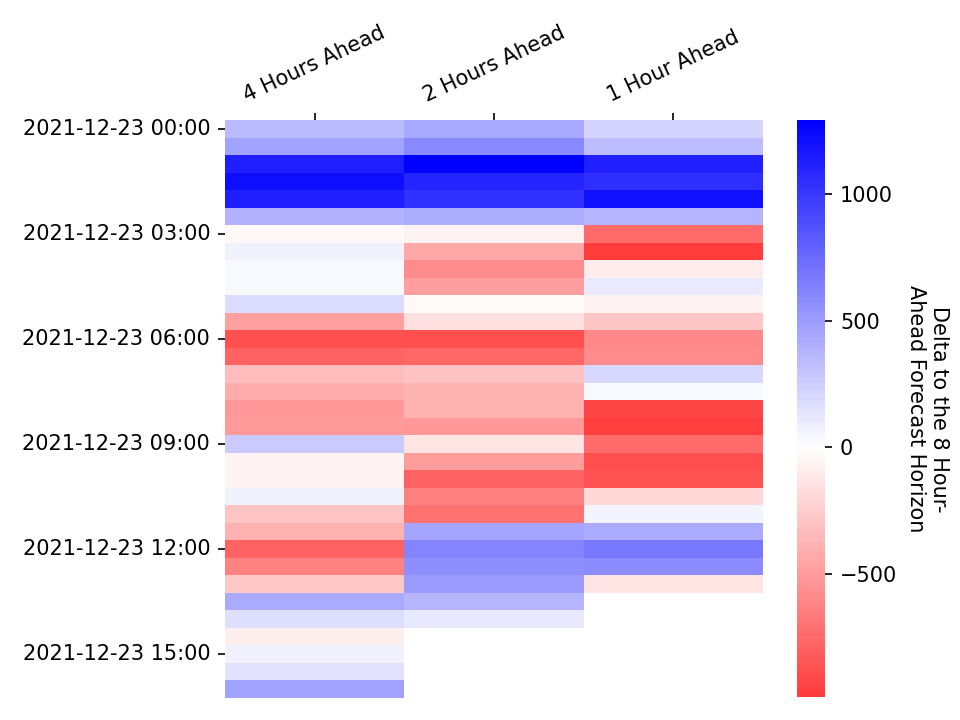 4 Hours Ahead
2 Hours Ahead
1 Hour Ahead
2021-12-23 00:00
2021-12-23 03:00
2021-12-23 06:00
2021-12-23 09:00
2021-12-23 12:00
2021-12-23 15:00
1000
500
0
−500
Delta to the 8 Hour-
Ahead Forecast Horizon